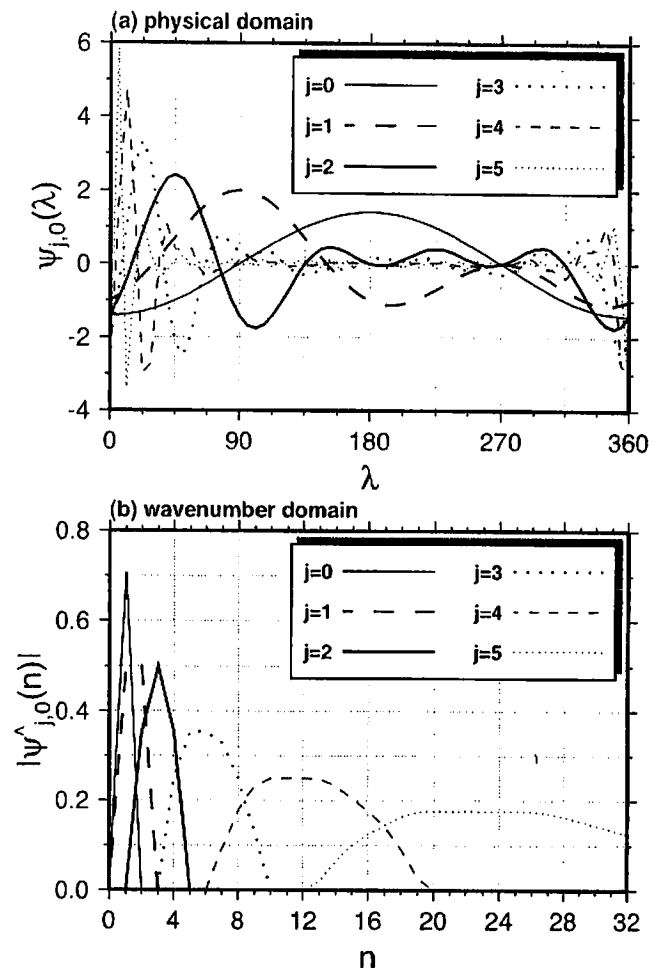 (a) physical domain
6
4
2
0
-2
-4
ψj,0(λ)
j=0
j=1
j=2
j=3
j=4
j=5
0 90 180 270 360
λ
(b) wavenumber domain
0.8
0.6
0.4
0.2
0.0
|ψ^j,0(n)|
j=0
j=1
j=2
j=3
j=4
j=5
0 4 8 12 16 20 24 28 32
n